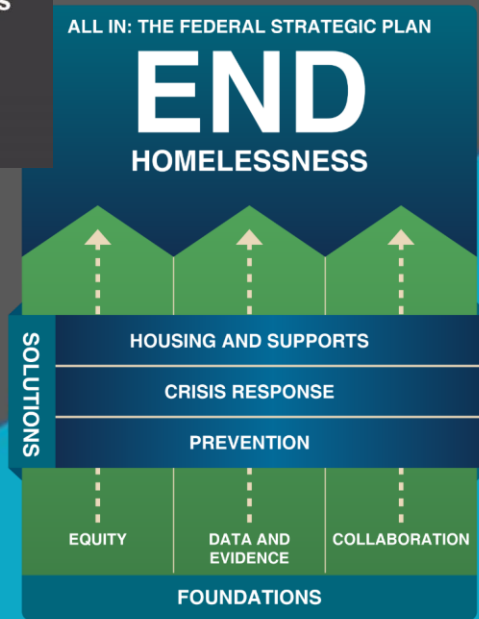 S
ALL IN: THE FEDERAL STRATEGIC PLAN
END
HOMELESSNESS
SOLUTIONS
HOUSING AND SUPPORTS
CRISIS RESPONSE
PREVENTION
EQUITY
DATA AND
EVIDENCE
COLLABORATION
FOUNDATIONS